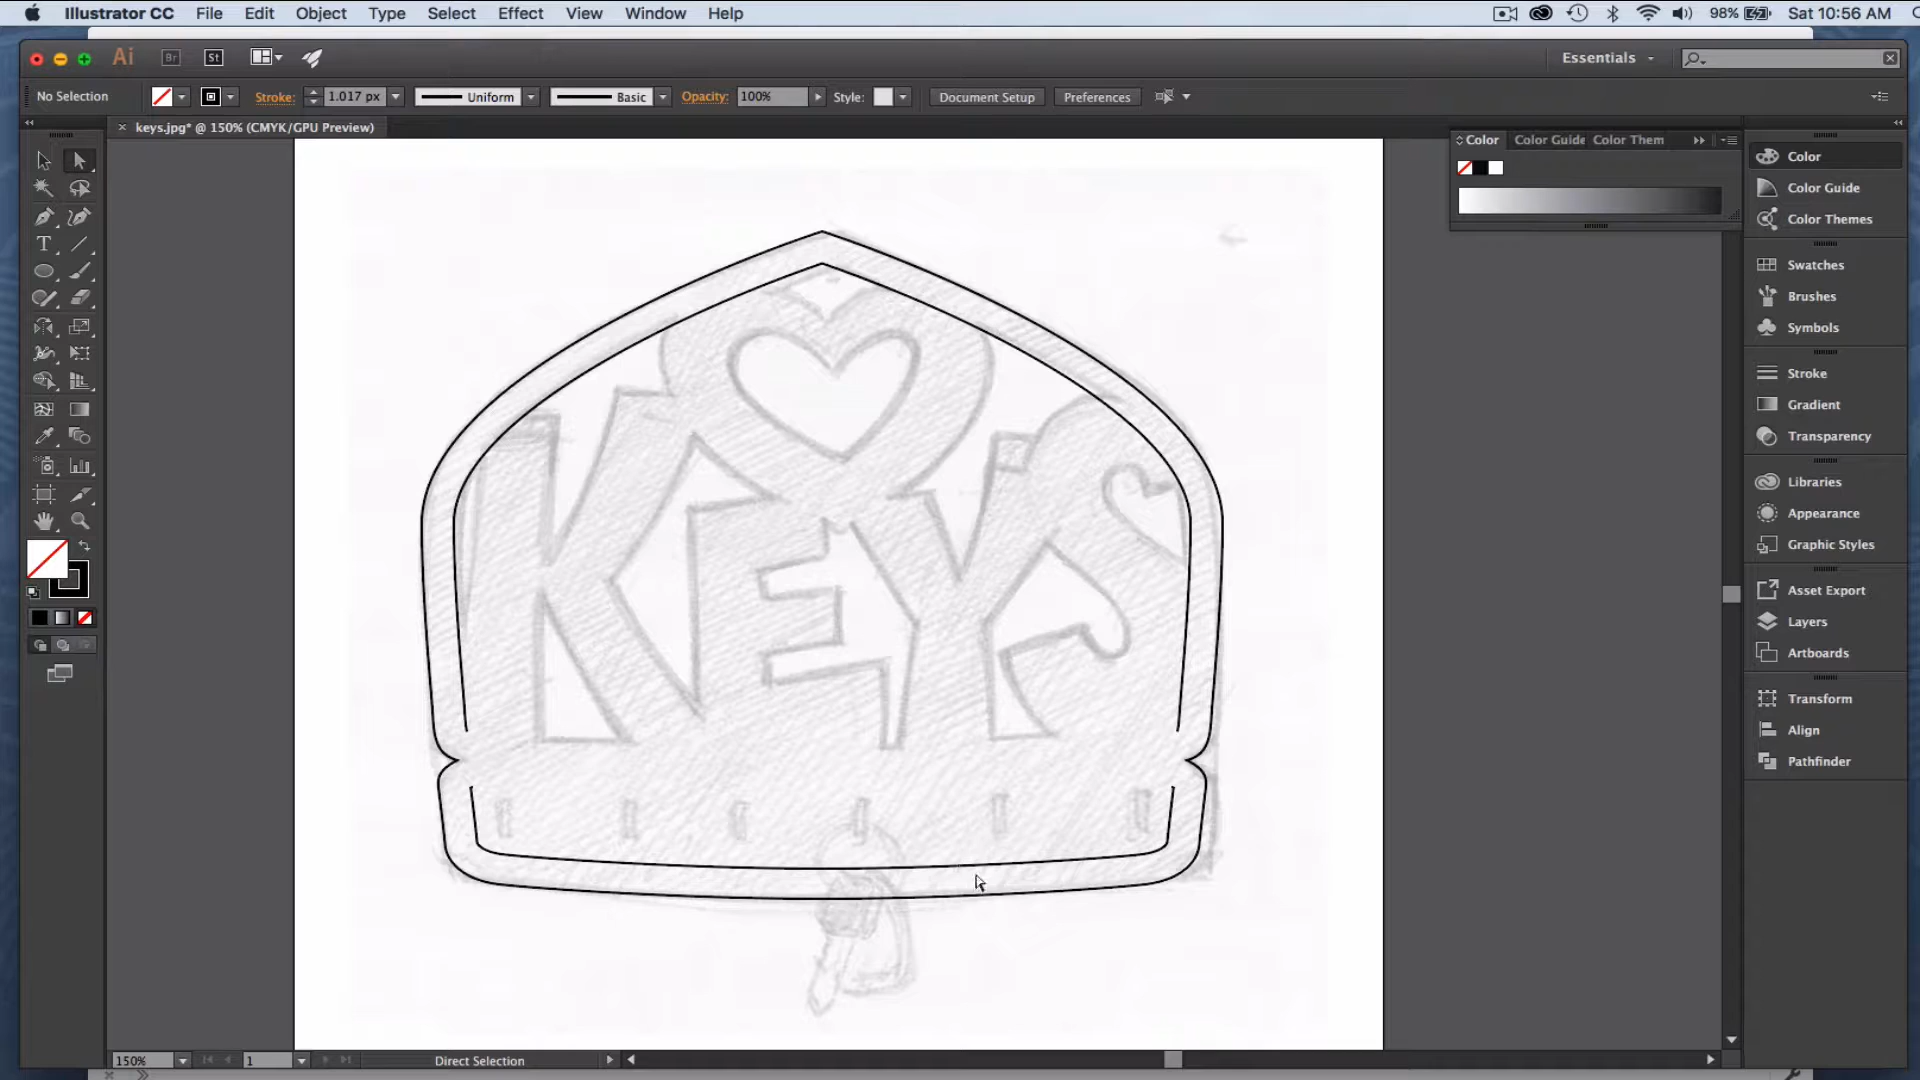 Illustrator CC File Edit Object Type Select Effect View Window Help 98% Sat 10:56 AM
Ai Br St Essentials
No Selection Stroke: 1.017 px Uniform Basic Opacity: 100% Style: Document Setup Preferences
keys.jpg* @ 150% (CMYK/GPU Preview)
Color Color Guide Color Them
Color
Color Guide
Color Themes
Swatches
Brushes
Symbols
Stroke
Gradient
Transparency
Libraries
Appearance
Graphic Styles
Asset Export
Layers
Artboards
Transform
Align
Pathfinder
T
KEYS
150% 1 Direct Selection